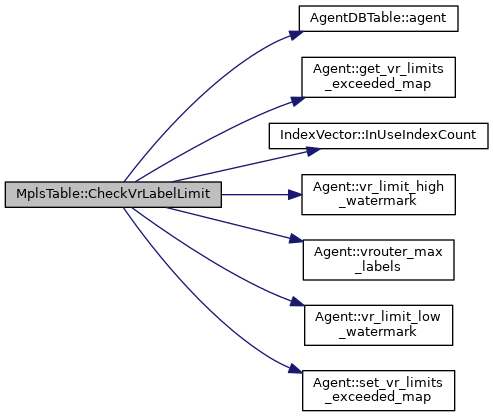 AgentDBTable::agent
Agent::get_vr_limits
_exceeded_map
IndexVector::InUseIndexCount
MplsTable::CheckVrLabelLimit
Agent::vr_limit_high
_watermark
Agent::vrouter_max
_labels
Agent::vr_limit_low
_watermark
Agent::set_vr_limits
_exceeded_map